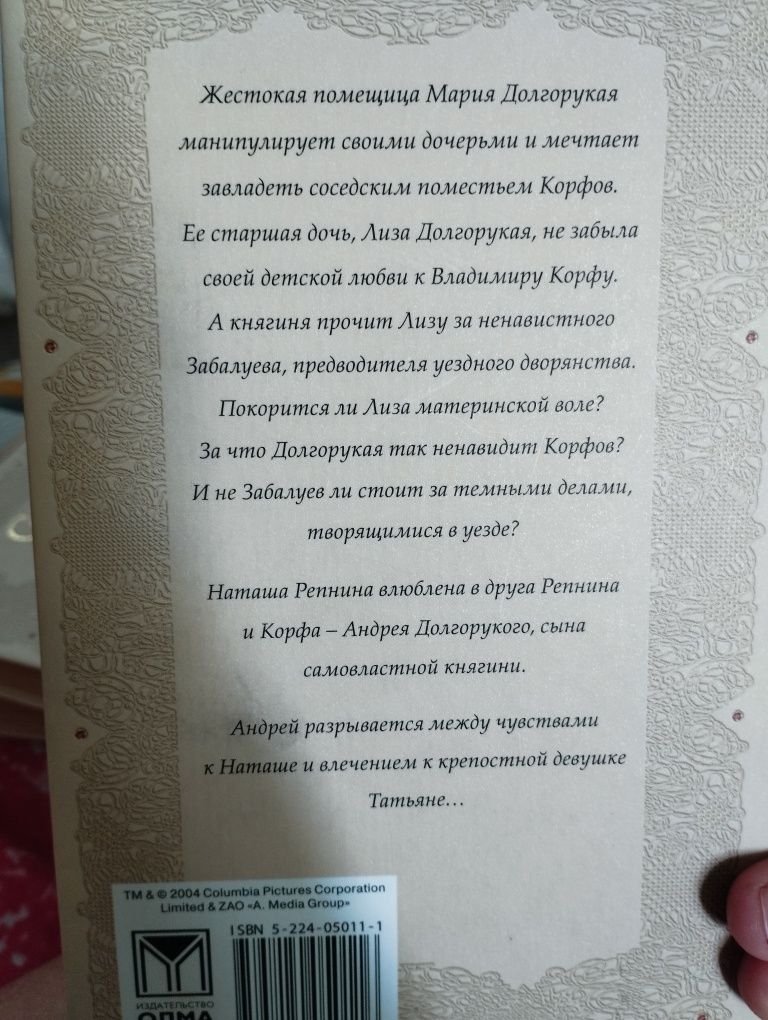 Жестокая помещица Мария Долгорукая
манипулирует своими дочерьми и мечтает
завладеть соседским поместьем Корфов.
Ее старшая дочь, Лиза Долгорукая, не забыла
своей детской любви к Владимиру Корфу.
А княгиня прочит Лизу за ненавистного
Забалуева, предводителя уездного дворянства.
Покорится ли Лиза материнской воле?
За что Долгорукая так ненавидит Корфов?
И не Забалуев ли стоит за темными делами,
творящимися в уезде?
Наташа Репнина влюблена в друга Репнина
и Корфа – Андрея Долгорукого, сына
самовластной княгини.
Андрей разрывается между чувствами
к Наташе и влечением к крепостной девушке
Татьяне...
TM & © 2004 Columbia Pictures Corporation
Limited & ZAO «A. Media Group»
ISBN 5-224-05011-1
ИЗДАТЕЛЬСТВО
ОЛМА